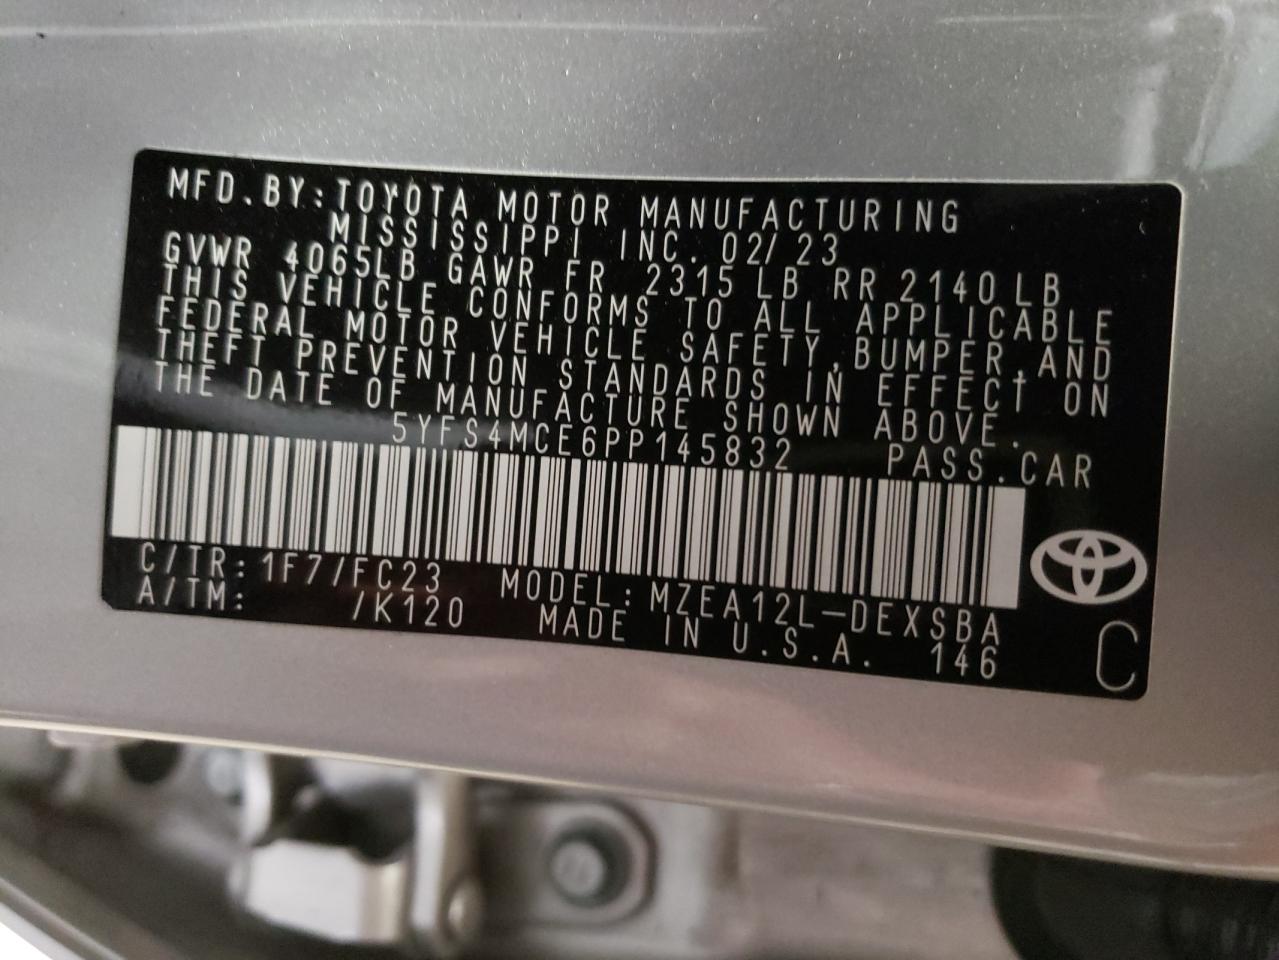 MFD.BY:TOYOTA MOTOR MANUFACTURING
MISSISSIPPI INC. 02/23
GVWR 4065LB GAWR FR 2315 LB RR 2140 LB
THIS VEHICLE CONFORMS TO ALL APPLICABLE
FEDERAL MOTOR VEHICLE SAFETY,BUMPER,AND
THEFT PREVENTION STANDARDS IN EFFECT ON
THE DATE OF MANUFACTURE SHOWN ABOVE.
5YFS4MCE6PP145832 PASS.CAR
C/TR: 1F7/FC23 MODEL: MZEA12L-DEXSBA
A/TM: /K120 MADE IN U.S.A. 146
C